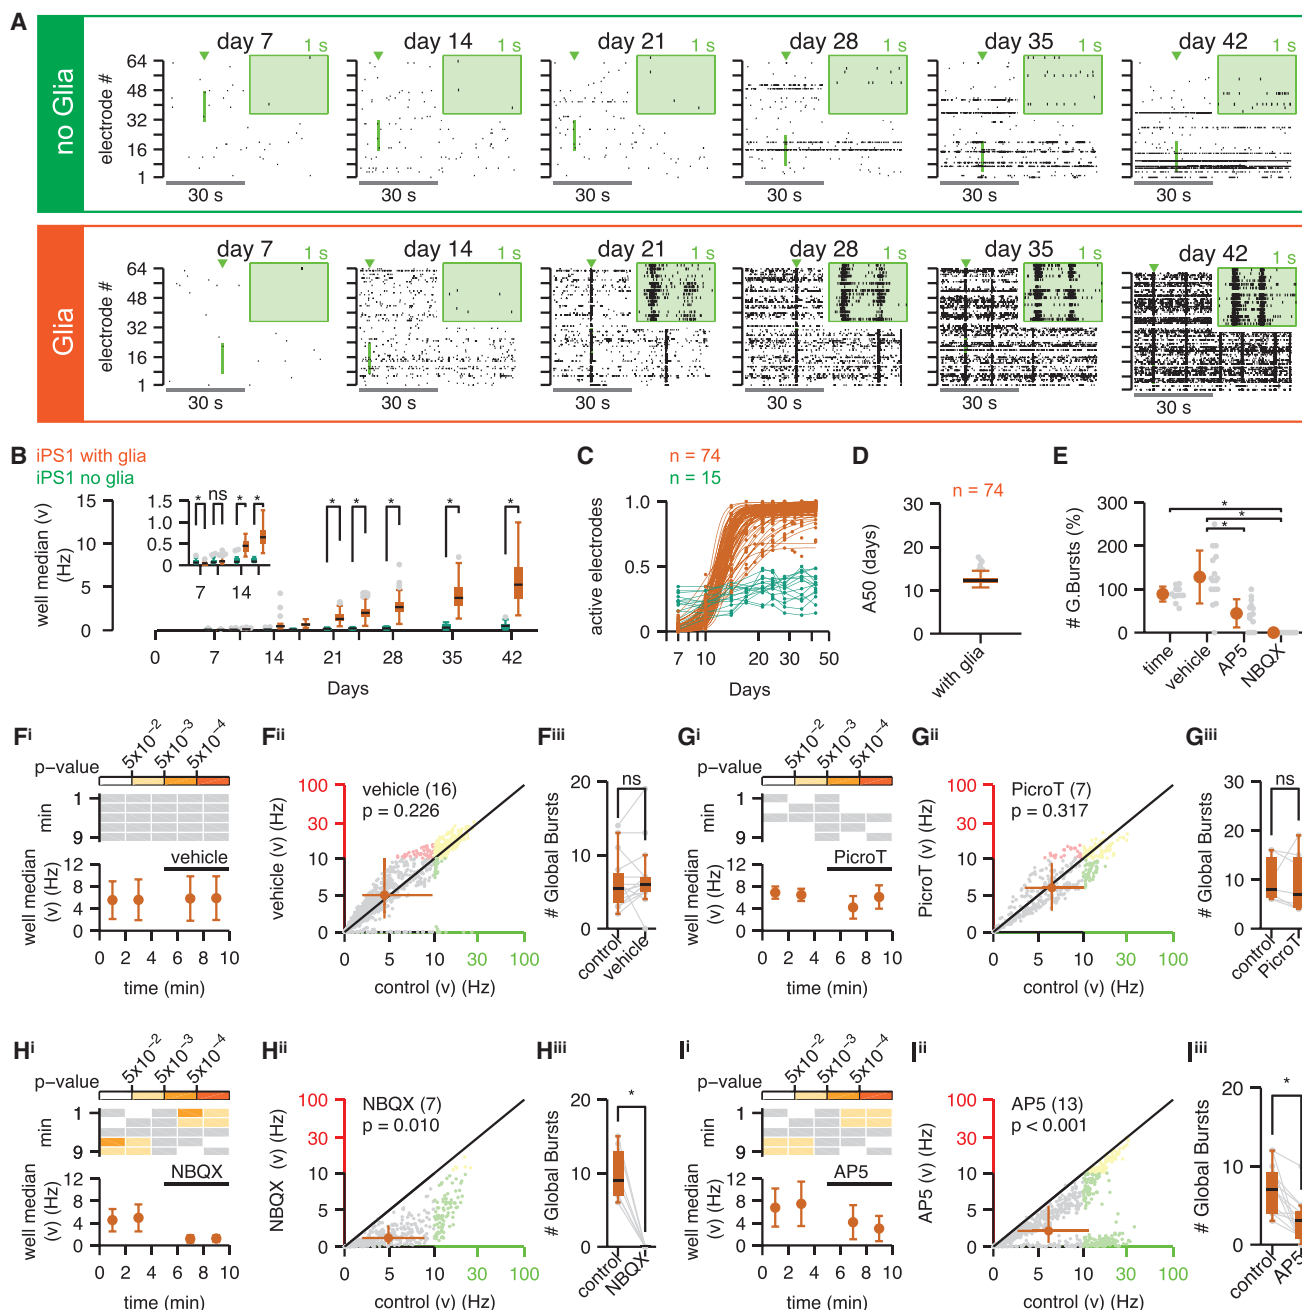 A
no Glia
electrode #
day 7 1 s
day 14 1 s
day 21 1 s
day 28 1 s
day 35 1 s
day 42 1 s
64
48
32
16
1
30 s
30 s
30 s
30 s
30 s
30 s
Glia
electrode #
day 7 1 s
day 14 1 s
day 21 1 s
day 28 1 s
day 35 1 s
day 42 1 s
64
48
32
16
1
30 s
30 s
30 s
30 s
30 s
30 s
B
iPS1 with glia
iPS1 no glia
well median (v)
(Hz)
15
10
5
0
1.5
1.0
0.5
0
* ns * *
7 14
* * * * *
0 7 14 21 28 35 42
Days
C
n = 74
n = 15
active electrodes
1.0
0.5
0
7 10 20 30 50
Days
D
n = 74
A50 (days)
30
20
10
0
with glia
E
# G.Bursts (%)
300
200
100
0
*
*
*
time
vehicle
AP5
NBQX
Fi
5x10-2
5x10-3
5x10-4
p-value
min
1
9
vehicle
well median
(v) (Hz)
12
8
4
0
0 2 4 6 8 10
time (min)
Fii
vehicle (16)
p = 0.226
vehicle (v) (Hz)
100
30
10
5
0
0 5 10 30 100
control (v) (Hz)
Fiii
ns
# Global Bursts
20
10
0
control
vehicle
Gi
5x10-2
5x10-3
5x10-4
p-value
min
1
9
PicroT
well median
(v) (Hz)
12
8
4
0
0 2 4 6 8 10
time (min)
Gii
PicroT (7)
p = 0.317
PicroT (v) (Hz)
100
30
10
5
0
0 5 10 30 100
control (v) (Hz)
Giii
ns
# Global Bursts
30
20
10
0
control
PicroT
Hi
5x10-2
5x10-3
5x10-4
p-value
min
1
9
NBQX
well median
(v) (Hz)
12
8
4
0
0 2 4 6 8 10
time (min)
Hii
NBQX (7)
p = 0.010
NBQX (v) (Hz)
100
30
10
5
0
0 5 10 30 100
control (v) (Hz)
Hiii
*
# Global Bursts
20
10
0
control
NBQX
Ii
5x10-2
5x10-3
5x10-4
p-value
min
1
9
AP5
well median
(v) (Hz)
12
8
4
0
0 2 4 6 8 10
time (min)
Iii
AP5 (13)
p < 0.001
AP5 (v) (Hz)
100
30
10
5
0
0 5 10 30 100
control (v) (Hz)
Iiii
*
# Global Bursts
20
10
0
control
AP5